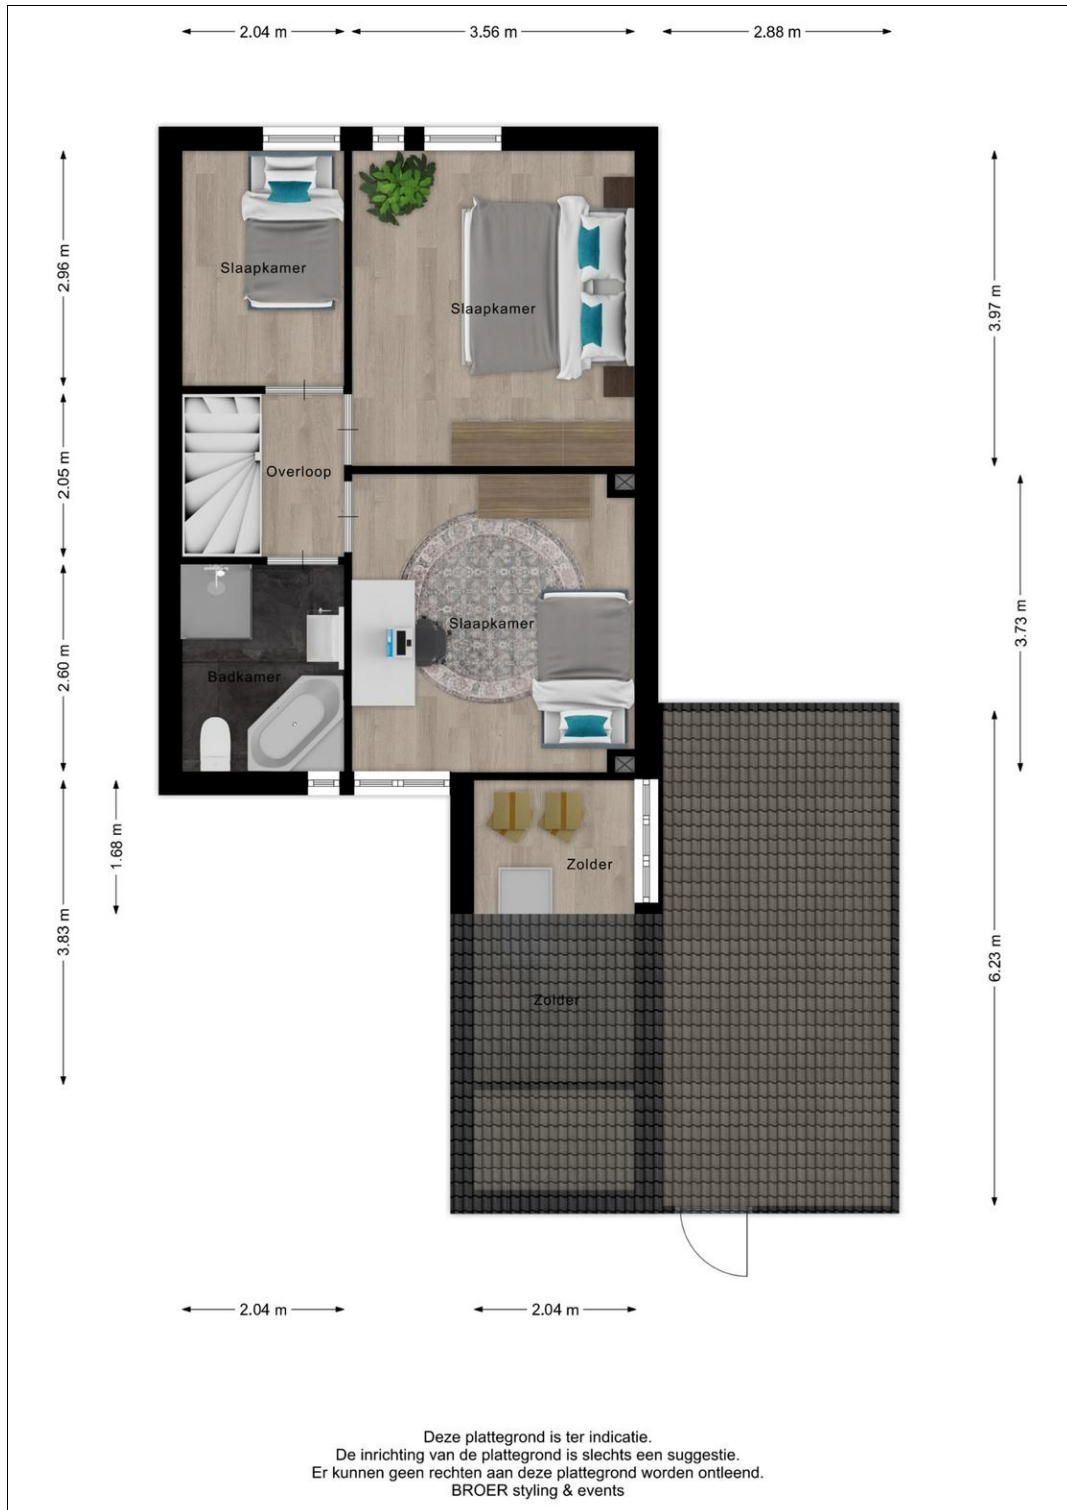 2.04 m
3.56 m
2.88 m
2.96 m
3.97 m
Slaapkamer
Slaapkamer
2.05 m
Overloop
3.73 m
2.60 m
Slaapkamer
Badkamer
1.68 m
Zolder
3.83 m
6.23 m
Zolder
2.04 m
2.04 m
Deze plattegrond is ter indicatie.
De inrichting van de plattegrond is slechts een suggestie.
Er kunnen geen rechten aan deze plattegrond worden ontleend.
BROER styling & events